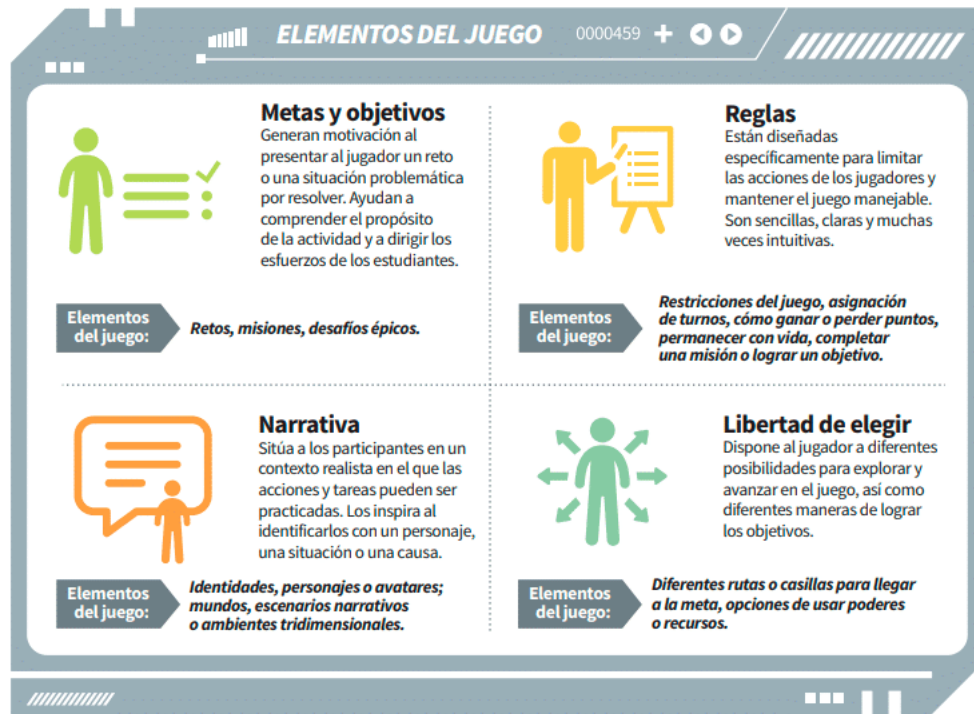 ELEMENTOS DEL JUEGO
0000459
Metas y objetivos
Generan motivación al
presentar al jugador un reto
o una situación problemática
por resolver. Ayudan a
comprender el propósito
de la actividad y a dirigir los
esfuerzos de los estudiantes.
Elementos
del juego:
Retos, misiones, desafíos épicos.
Reglas
Están diseñadas
específicamente para limitar
las acciones de los jugadores y
mantener el juego manejable.
Son sencillas, claras y muchas
veces intuitivas.
Elementos
del juego:
Restricciones del juego, asignación
de turnos, cómo ganar o perder puntos,
permanecer con vida, completar
una misión o lograr un objetivo.
Narrativa
Sitúa a los participantes en un
contexto realista en el que las
acciones y tareas pueden ser
practicadas. Los inspira al
identificarlos con un personaje,
una situación o una causa.
Elementos
del juego:
Identidades, personajes o avatares;
mundos, escenarios narrativos
o ambientes tridimensionales.
Libertad de elegir
Dispone al jugador a diferentes
posibilidades para explorar y
avanzar en el juego, así como
diferentes maneras de lograr
los objetivos.
Elementos
del juego:
Diferentes rutas o casillas para llegar
a la meta, opciones de usar poderes
o recursos.